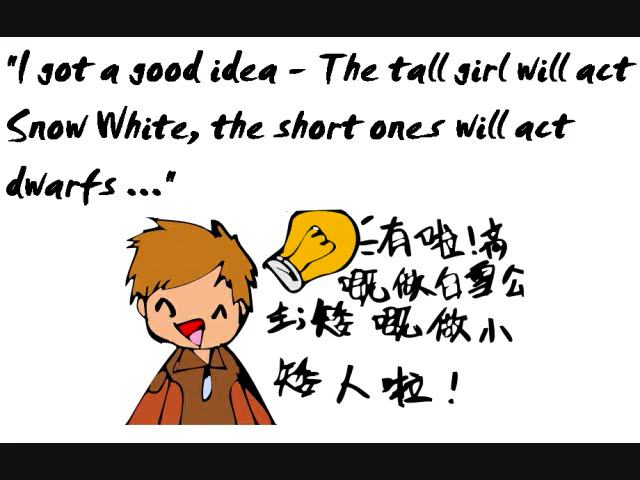 "I got a good idea - The tall girl will act
Snow White, the short ones will act
dwarfs ..."
有啦!高
嘅做白雪公
主;矮嘅做小
矮人啦!